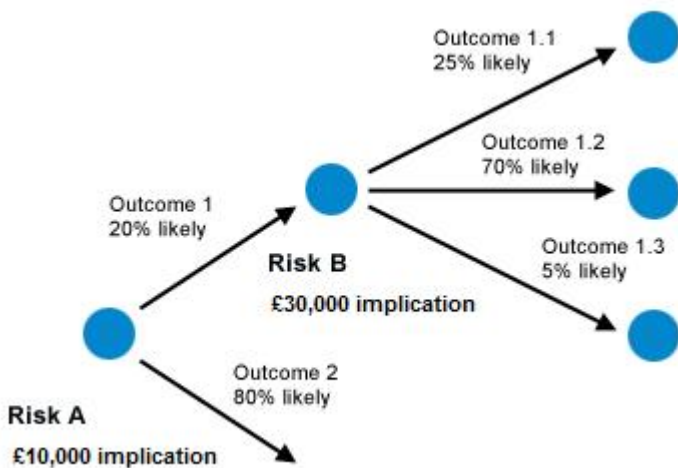 Outcome 1.1
25% likely
Outcome 1.2
70% likely
Outcome 1
20% likely
Outcome 1.3
5% likely
Risk B
£30,000 implication
Outcome 2
80% likely
Risk A
£10,000 implication